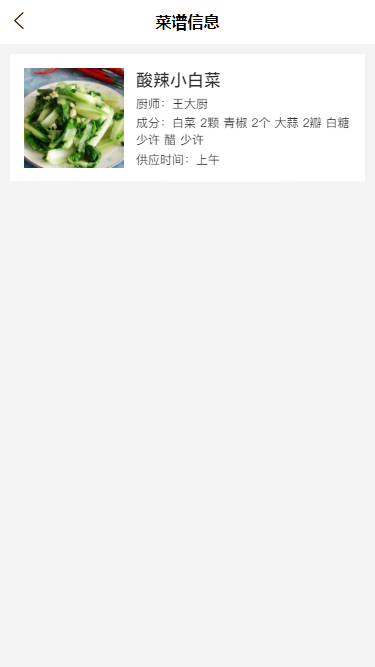 菜谱信息
酸辣小白菜
厨师：王大厨
成分：白菜 2颗 青椒 2个 大蒜 2瓣 白糖
少许 醋 少许
供应时间：上午